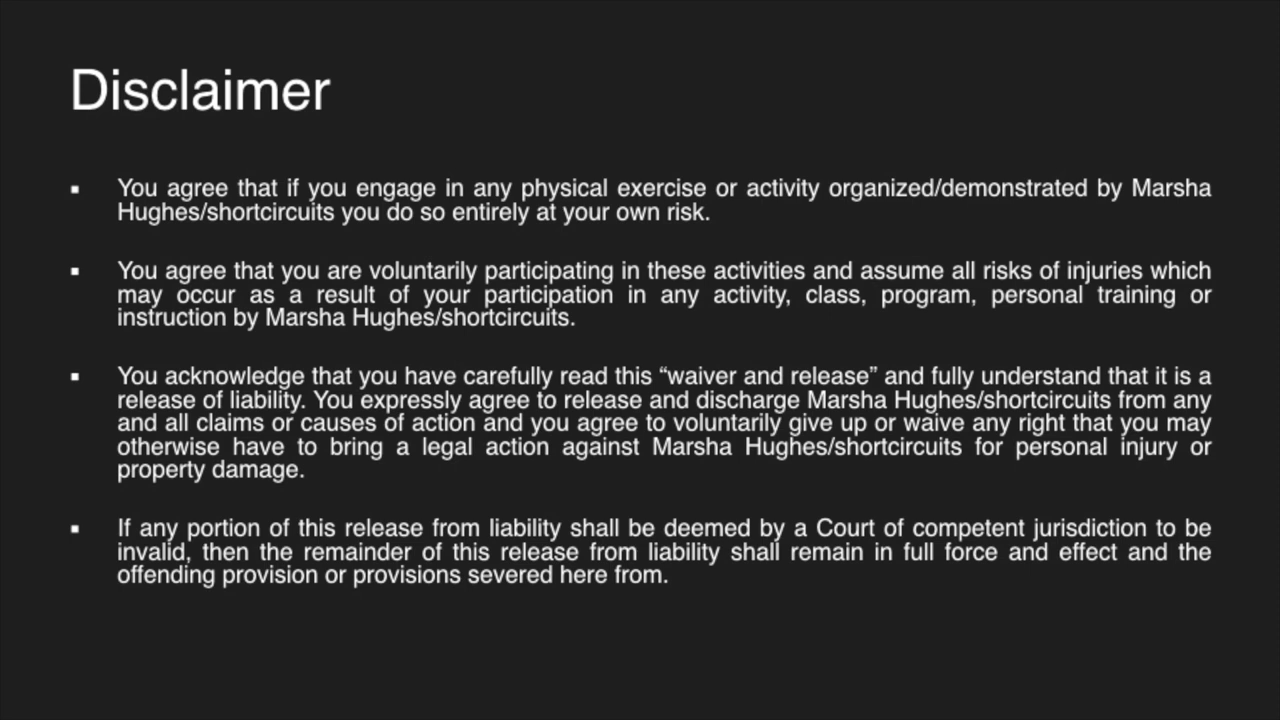 Disclaimer
▪ You agree that if you engage in any physical exercise or activity organized/demonstrated by Marsha
Hughes/shortcircuits you do so entirely at your own risk.
▪ You agree that you are voluntarily participating in these activities and assume all risks of injuries which
may occur as a result of your participation in any activity, class, program, personal training or
instruction by Marsha Hughes/shortcircuits.
▪ You acknowledge that you have carefully read this “waiver and release” and fully understand that it is a
release of liability. You expressly agree to release and discharge Marsha Hughes/shortcircuits from any
and all claims or causes of action and you agree to voluntarily give up or waive any right that you may
otherwise have to bring a legal action against Marsha Hughes/shortcircuits for personal injury or
property damage.
▪ If any portion of this release from liability shall be deemed by a Court of competent jurisdiction to be
invalid, then the remainder of this release from liability shall remain in full force and effect and the
offending provision or provisions severed here from.